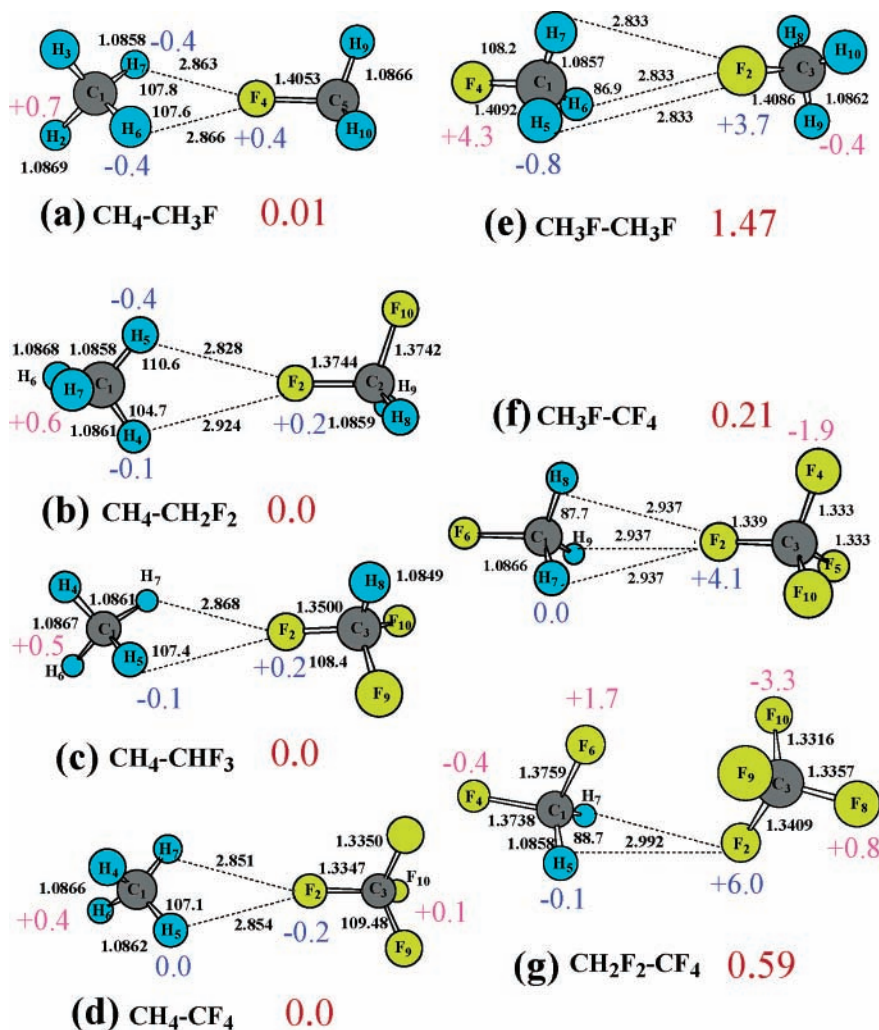 H3 1.0858 -0.4
H7 2.863
C1 107.8 F4 1.4053 H9 1.0866
+0.7 107.6 C5
H2 H6 2.866 H10
1.0869 -0.4 +0.4
(a) CH4-CH3F 0.01
-0.4 F10
1.0868 1.0858 H5 2.828 1.3744 1.3742
H6 110.6 F2 C2 H9
H7 C1
+0.6 104.7 +0.2 H8
1.0861 H4 2.924 1.0859
-0.1
(b) CH4-CH2F2 0.0
H4 H7 H8 1.0849
1.0861 2.868 1.3500
1.0867 C1 F2 C3 F10
+0.5 107.4 +0.2 108.4
H6 H5 F9
-0.1
(c) CH4-CHF3 0.0
H7 2.851 1.3350
H4 1.3347 F10
1.0866 C1 F2 C3
H6 107.1 +0.1
+0.4 H5 2.854 -0.2 109.48
1.0862 F9
0.0
(d) CH4-CF4 0.0
H7 2.833 H8
108.2 1.0857 H10
F4 C1 86.9 2.833 F2 C3
1.4092 H6 1.4086 1.0862
+4.3 H5 2.833 +3.7 H9
-0.8 -0.4
(e) CH3F-CH3F 1.47
(f) CH3F-CF4 0.21
-1.9
H8 F4
87.7 2.937 1.339 1.333
F6 C1 H9 2.937 F2 C3 1.333
1.0866 F5
H7 2.937 +4.1 F10
0.0
+1.7 -3.3
F10
F6 1.3316
-0.4 1.3759 F9 C3 1.3357
F4 H7 F8
C1
1.3738 88.7 F2 1.3409
1.0858 2.992 +0.8
H5
-0.1 +6.0
(g) CH2F2-CF4 0.59